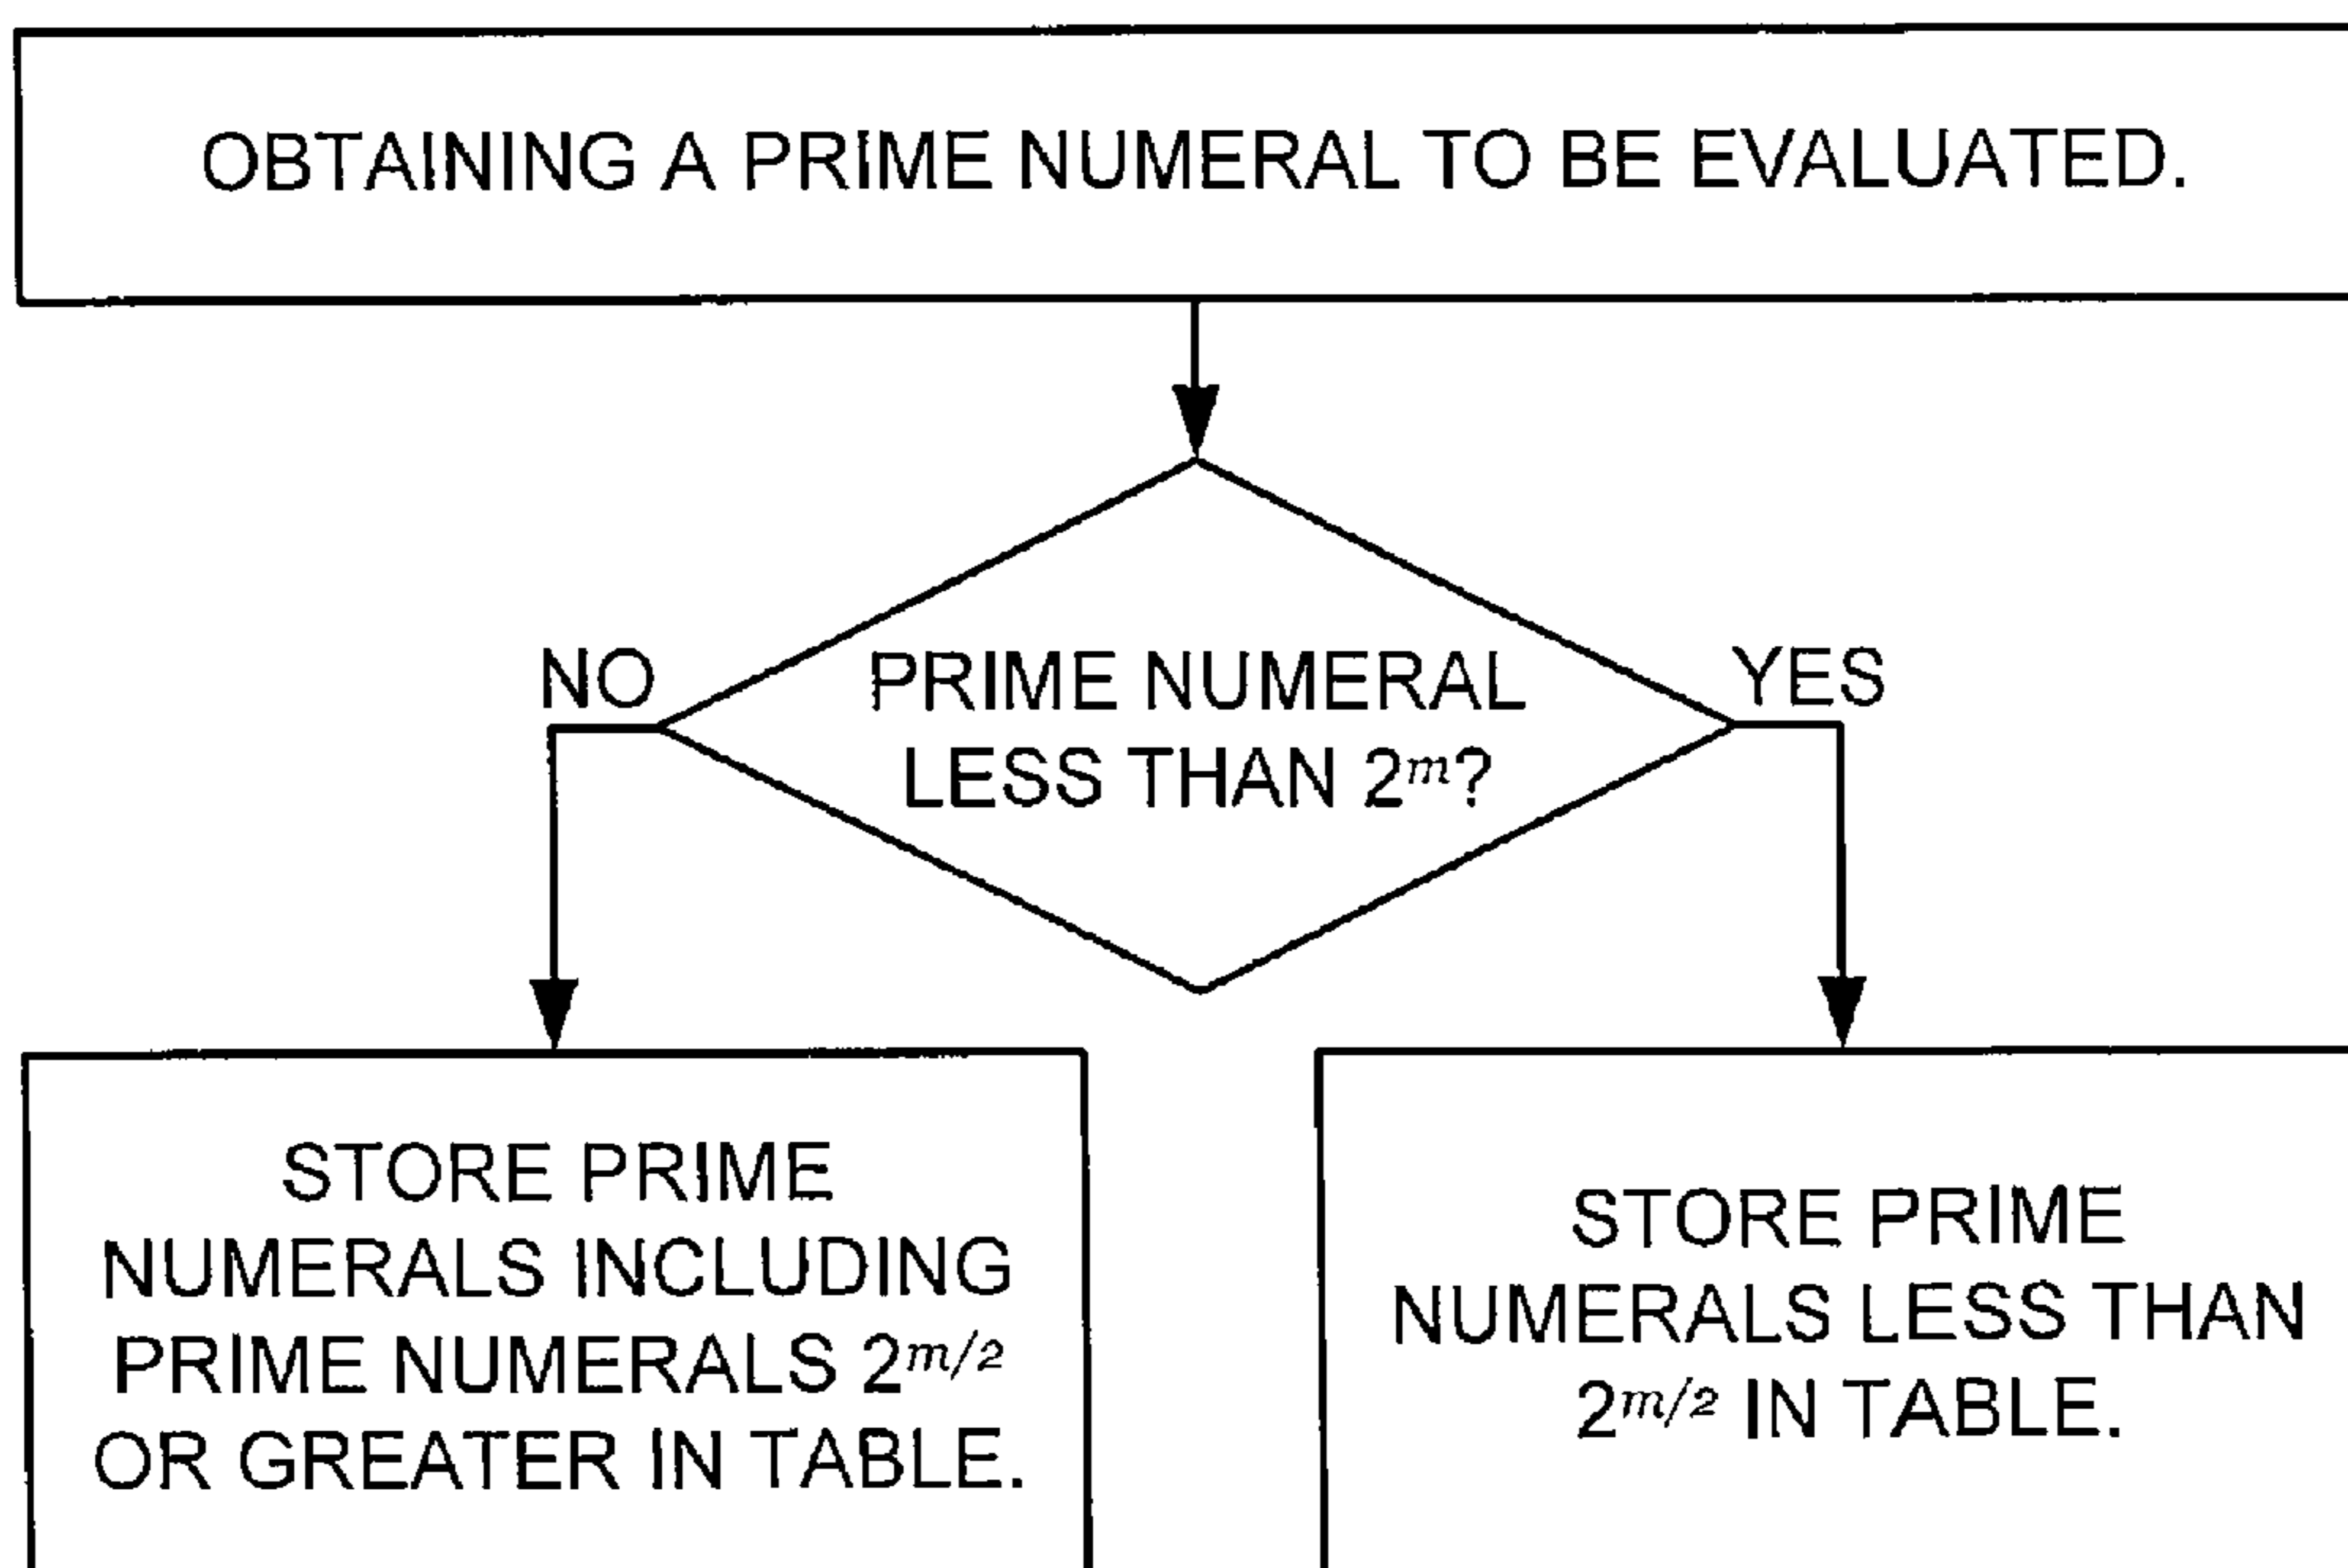 OBTAINING A PRIME NUMERAL TO BE EVALUATED.
NO
PRIME NUMERAL
LESS THAN 2^m?
YES
STORE PRIME
NUMERALS INCLUDING
PRIME NUMERALS 2^m/2
OR GREATER IN TABLE.
STORE PRIME
NUMERALS LESS THAN
2^m/2 IN TABLE.